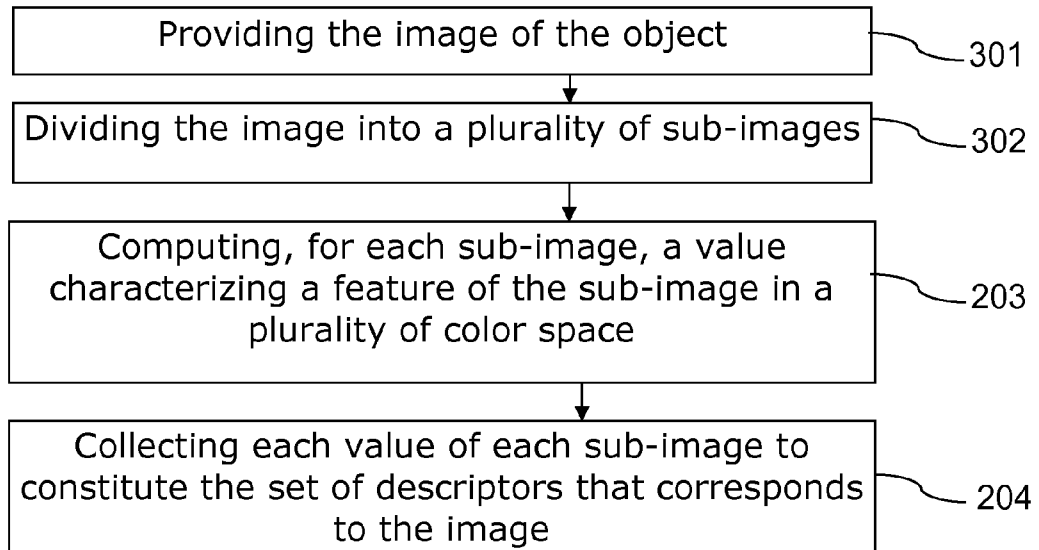 Providing the image of the object
301
Dividing the image into a plurality of sub-images
302
Computing, for each sub-image, a value
characterizing a feature of the sub-image in a
plurality of color space
203
Collecting each value of each sub-image to
constitute the set of descriptors that corresponds
to the image
204